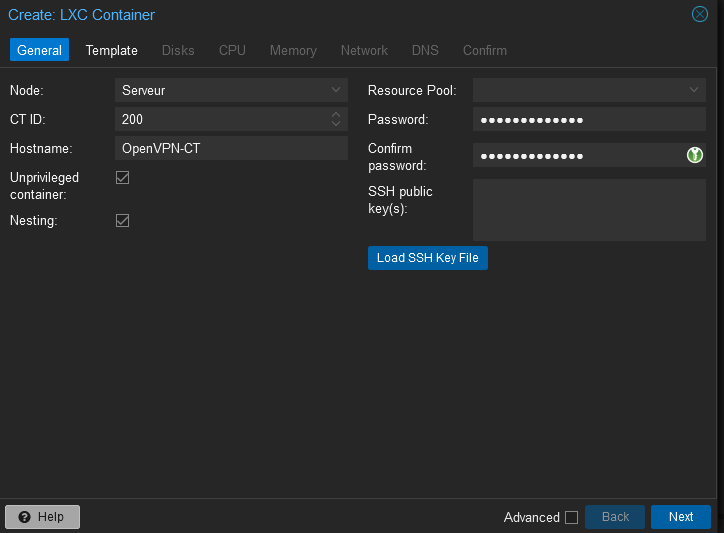 Create: LXC Container
General Template Disks CPU Memory Network DNS Confirm
Node: Serveur
CT ID: 200
Hostname: OpenVPN-CT
Unprivileged
container:
Nesting:
Resource Pool:
Password: ●●●●●●●●●●●●●
Confirm
password: ●●●●●●●●●●●●●
SSH public
key(s):
Load SSH Key File
Help Advanced Back Next